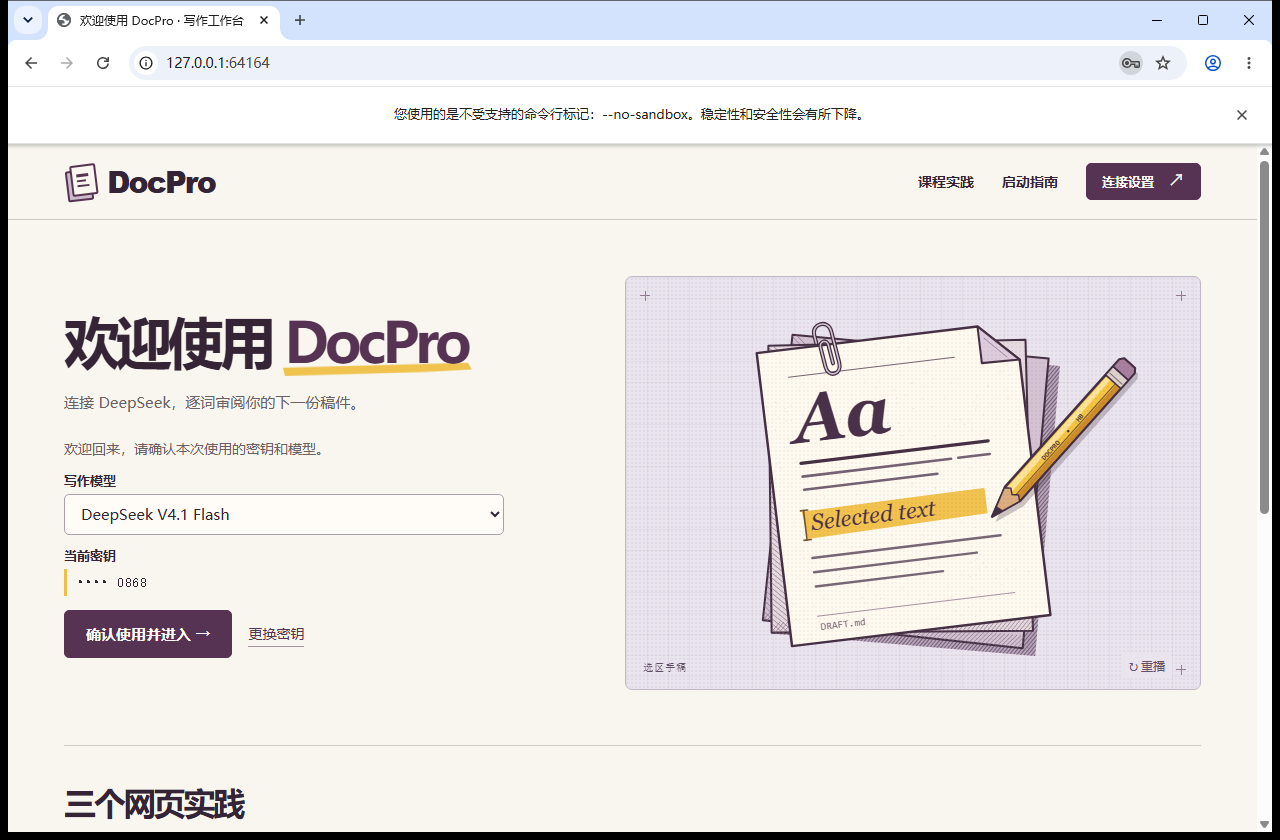 欢迎使用 DocPro · 写作工作台
127.0.0.1:64164
您使用的是不受支持的命令行标记：--no-sandbox。稳定性和安全性会有所下降。
DocPro
课程实践
启动指南
连接设置 ↗
欢迎使用 DocPro
连接 DeepSeek，逐词审阅你的下一份稿件。
欢迎回来，请确认本次使用的密钥和模型。
写作模型
DeepSeek V4.1 Flash
当前密钥
•••• 0868
确认使用并进入 →
更换密钥
Aa
Selected text
DRAFT.md
DOCPRO • HB
选区手稿
↻ 重播
三个网页实践